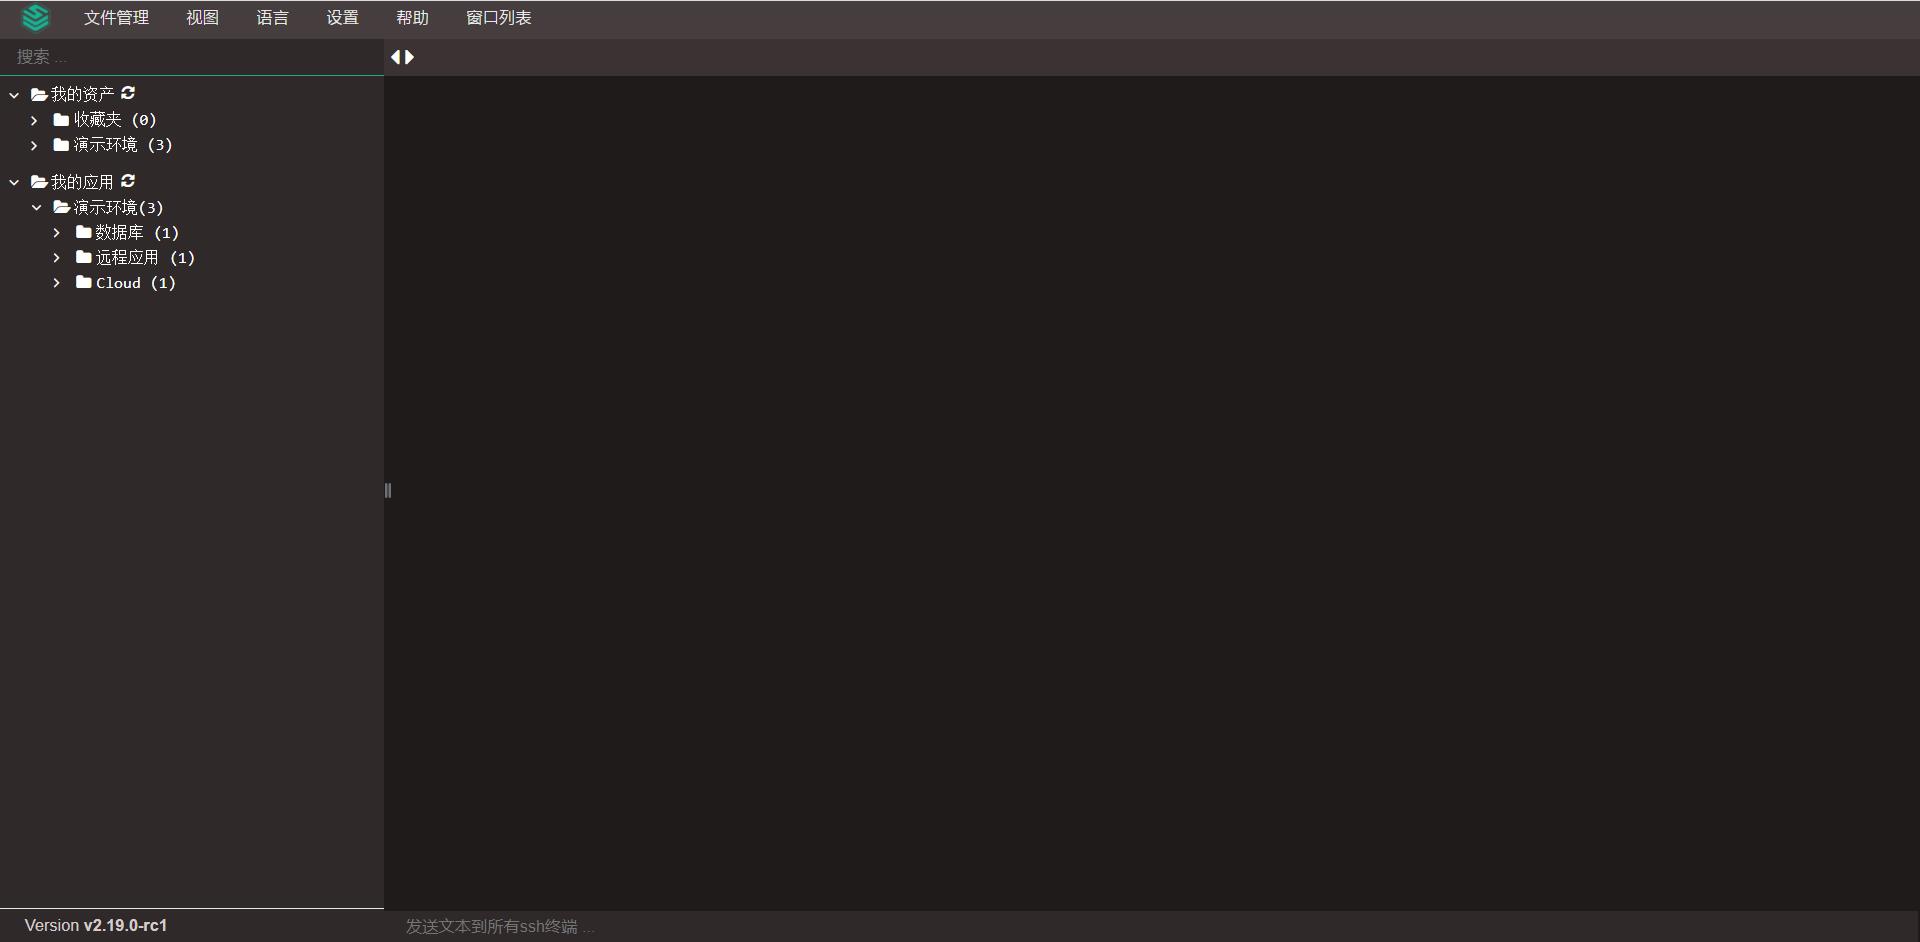 文件管理 视图 语言 设置 帮助 窗口列表
搜索 ...
我的资产
收藏夹 (0)
演示环境 (3)
我的应用
演示环境(3)
数据库 (1)
远程应用 (1)
Cloud (1)
Version v2.19.0-rc1
发送文本到所有ssh终端 ...